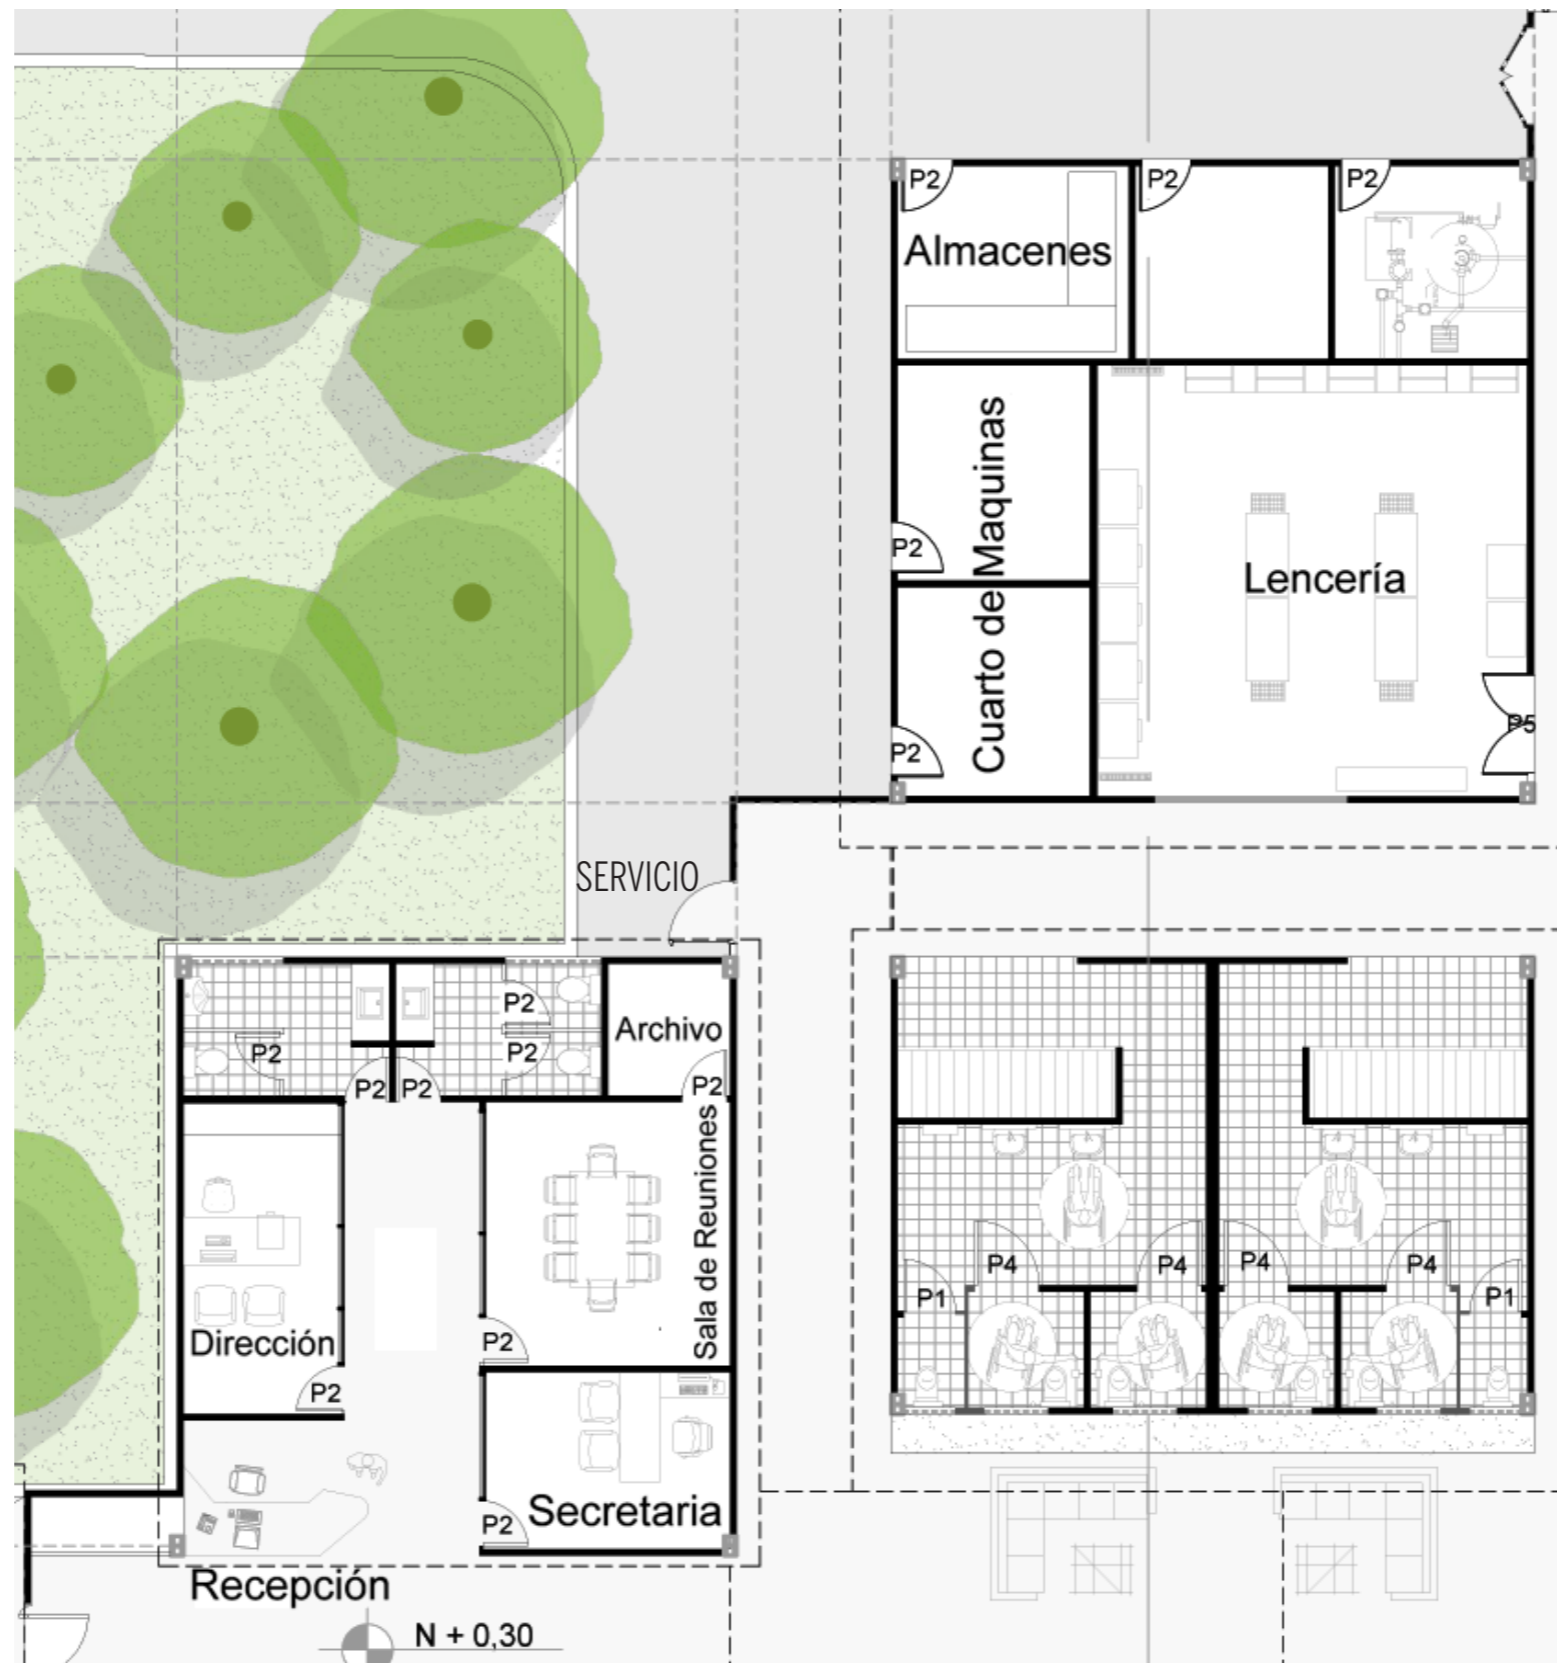 P2
P2
P2
Almacenes
Cuarto de Maquinas
P2
Lencería
P2
P5
SERVICIO
P2
P2
P2
P2
P2
Archivo
P2
Sala de Reuniones
Dirección
P2
P2
Secretaria
P2
Recepción
N + 0,30
P4
P4
P4
P4
P1
P1